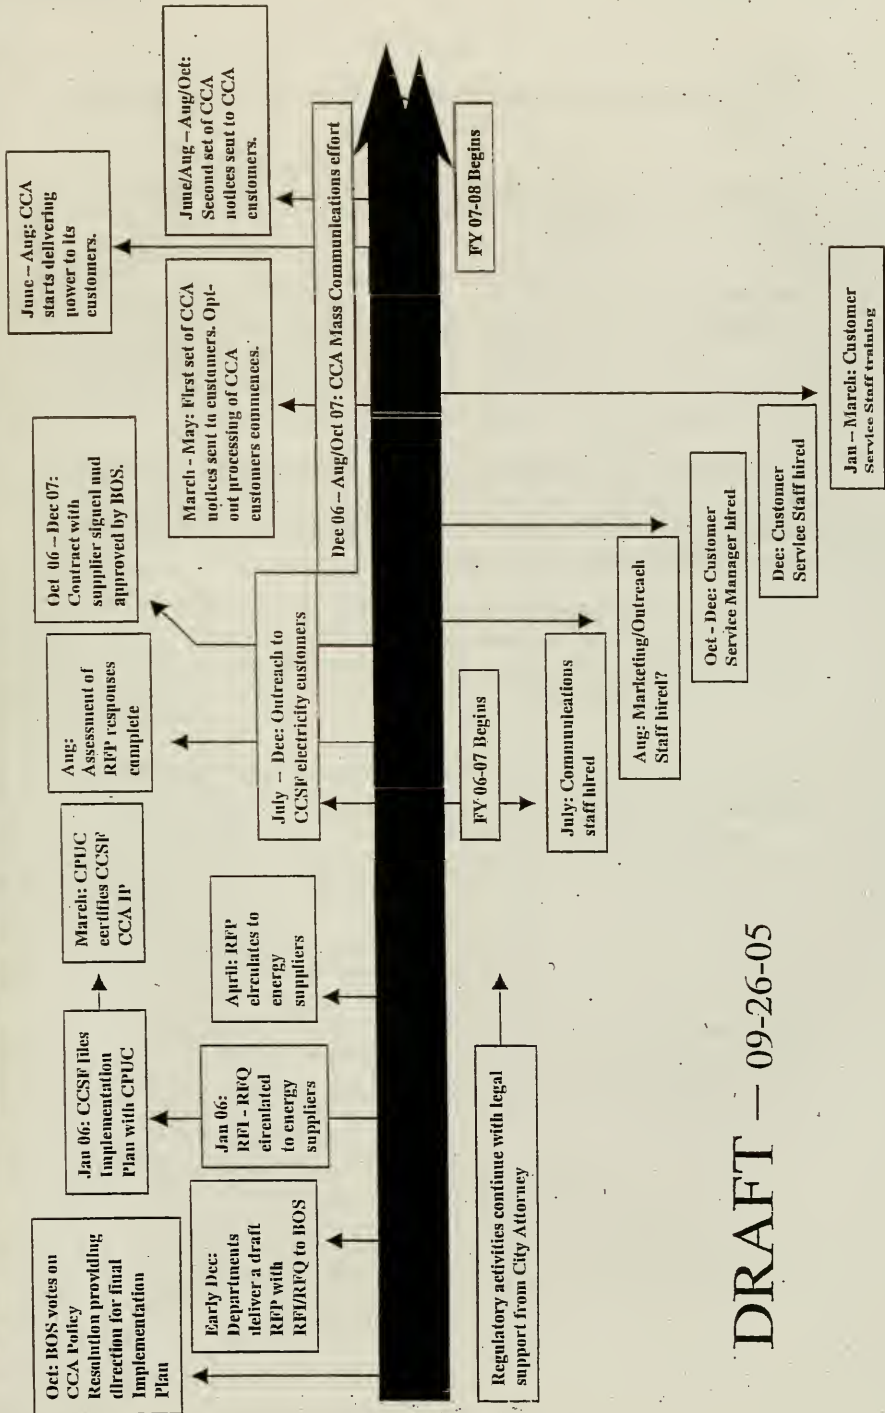 Oct: BOS votes on
CCA Policy
Resolution providing
direction for final
Implementation
Plan
Early Dec:
Departments
deliver a draft
RFP with
RFI/RFQ to BOS
Jan 06: CCSF files
Implementation
Plan with CPUC
Jan 06:
RFI - RFQ
circulated
to energy
suppliers
March: CPUC
certifies CCSF
CCA IP
April: RFP
circulates to
energy
suppliers
Aug:
Assessment of
RFP responses
complete
July – Dec: Outreach to
CCSF electricity customers
Oct 06 – Dec 07:
Contract with
supplier signed and
approved by BOS.
March - May: First set of CCA
notices sent to customers. Opt-
out processing of CCA
customers commences.
Dec 06 – Aug/Oct 07: CCA Mass Communications effort
June – Aug: CCA
starts delivering
power to its
customers.
June/Aug – Aug/Oct:
Second set of CCA
notices sent to CCA
customers.
Regulatory activities continue with legal
support from City Attorney
FY 06-07 Begins
July: Communications
staff hired
Aug: Marketing/Outreach
Staff hired?
Oct - Dec: Customer
Service Manager hired
Dec: Customer
Service Staff hired
Jan – March: Customer
Service Staff training
FY 07-08 Begins
DRAFT – 09-26-05